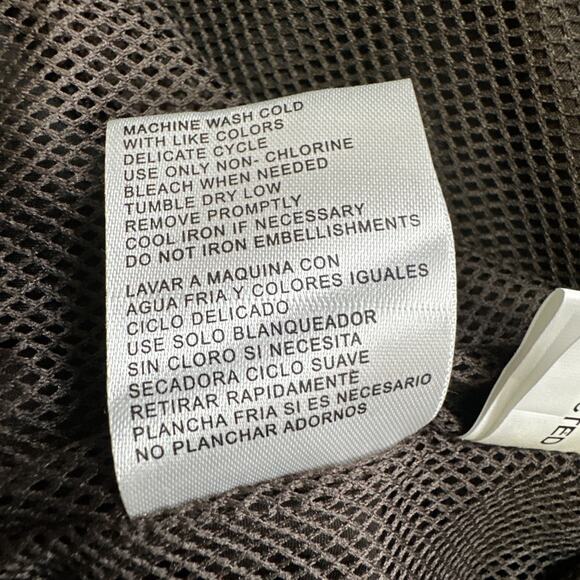 MACHINE WASH COLD
WITH LIKE COLORS
DELICATE CYCLE
USE ONLY NON- CHLORINE
BLEACH WHEN NEEDED
TUMBLE DRY LOW
REMOVE PROMPTLY
COOL IRON IF NECESSARY
DO NOT IRON EMBELLISHMENTS
LAVAR A MAQUINA CON
AGUA FRIA Y COLORES IGUALES
CICLO DELICADO
USE SOLO BLANQUEADOR
SIN CLORO SI NECESITA
SECADORA CICLO SUAVE
RETIRAR RAPIDAMENTE
PLANCHA FRIA SI ES NECESARIO
NO PLANCHAR ADORNOS